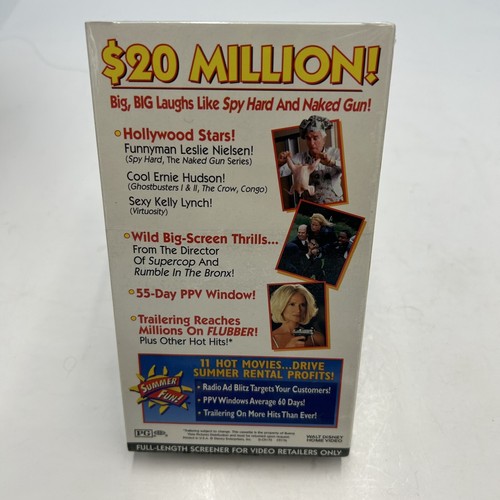 $20 MILLION!
Big, BIG Laughs Like Spy Hard And Naked Gun!
Hollywood Stars!
Funnyman Leslie Nielsen!
(Spy Hard, The Naked Gun Series)
Cool Ernie Hudson!
(Ghostbusters I & II, The Crow, Congo)
Sexy Kelly Lynch!
(Virtuosity)
Wild Big-Screen Thrills...
From The Director
Of Supercop And
Rumble In The Bronx!
55-Day PPV Window!
Trailering Reaches
Millions On FLUBBER!
Plus Other Hot Hits!*
11 HOT MOVIES...DRIVE
SUMMER RENTAL PROFITS!
SUMMER
FUN!
• Radio Ad Blitz Targets Your Customers!
• PPV Windows Average 60 Days!
• Trailering On More Hits Than Ever!
PG
WALT DISNEY
HOME VIDEO
FULL-LENGTH SCREENER FOR VIDEO RETAILERS ONLY